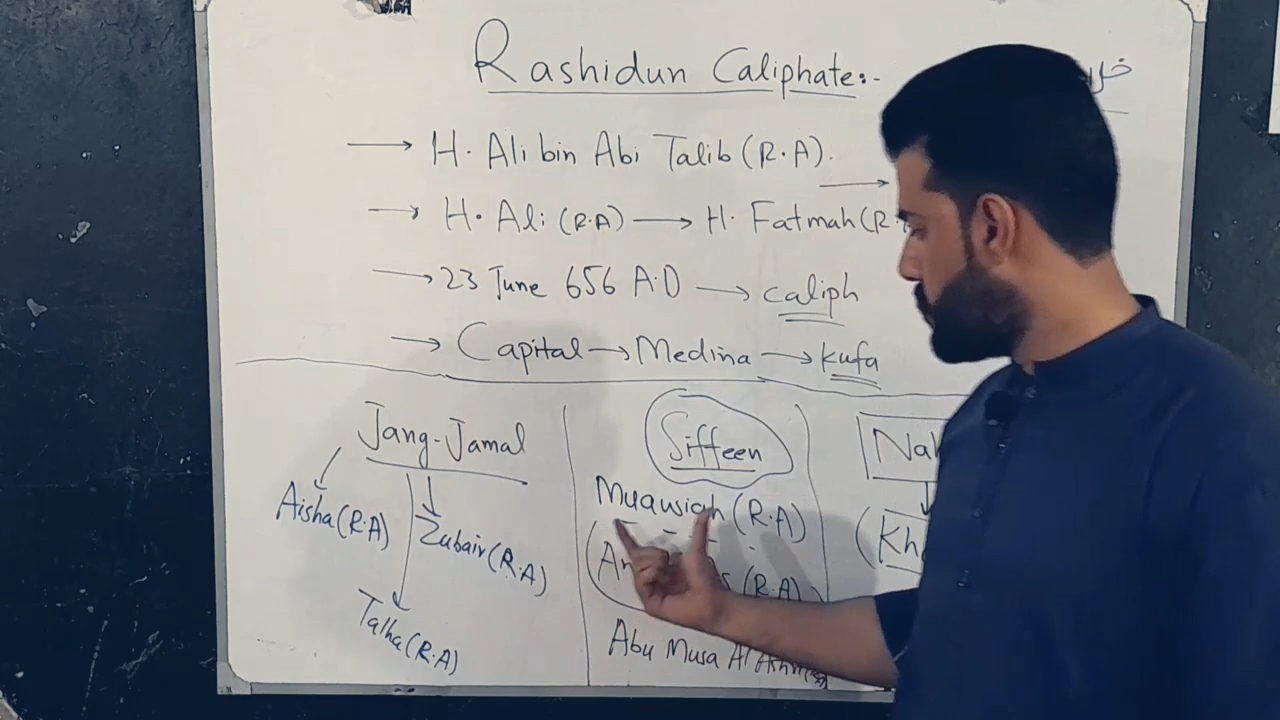 Rashidun Caliphate:-
→ H. Ali bin Abi Talib (R.A).
→ H. Ali (R.A) → H. Fatmah (R.
→ 23 June 656 A.D → caliph
→ Capital → Medina → Kufa
Jang-Jamal
Aisha (R.A)
Zubair (R.A)
Talha (R.A)
Siffeen
Muawiah (R.A)
(R.A)
Abu Musa Al